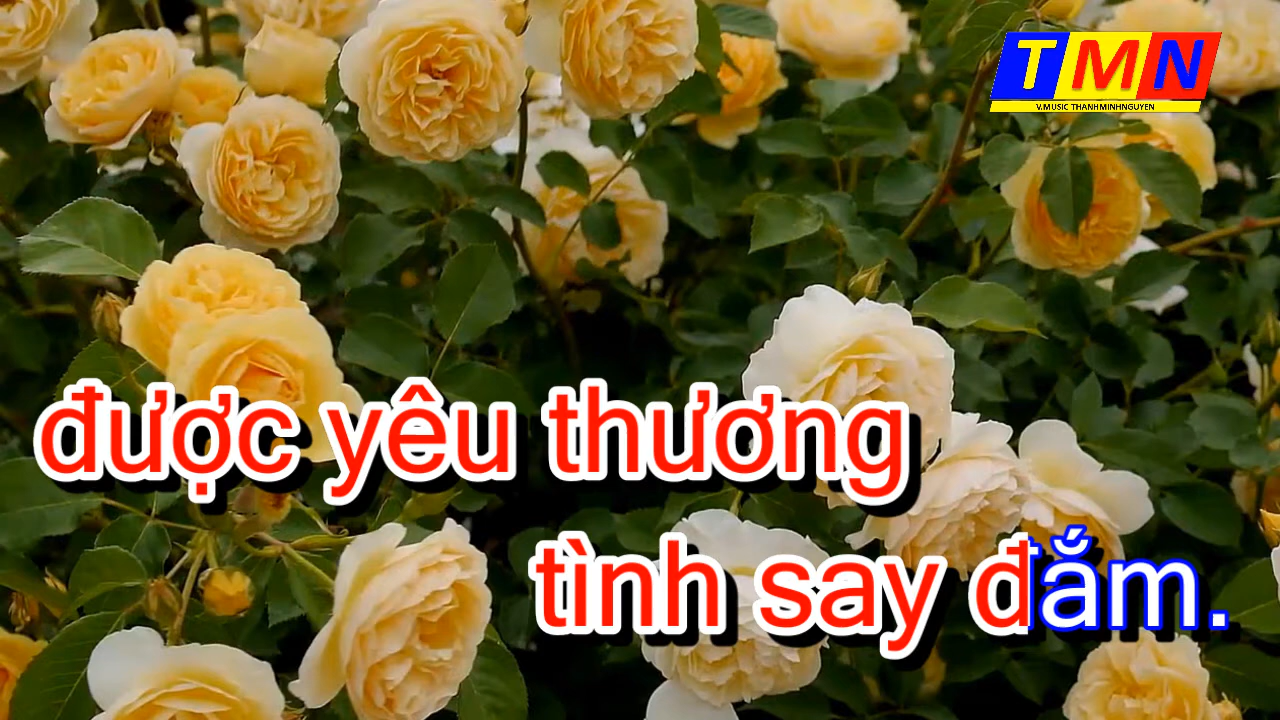 TMN
V.MUSIC THANHMINHNGUYEN
được yêu thương
tình say đắm.